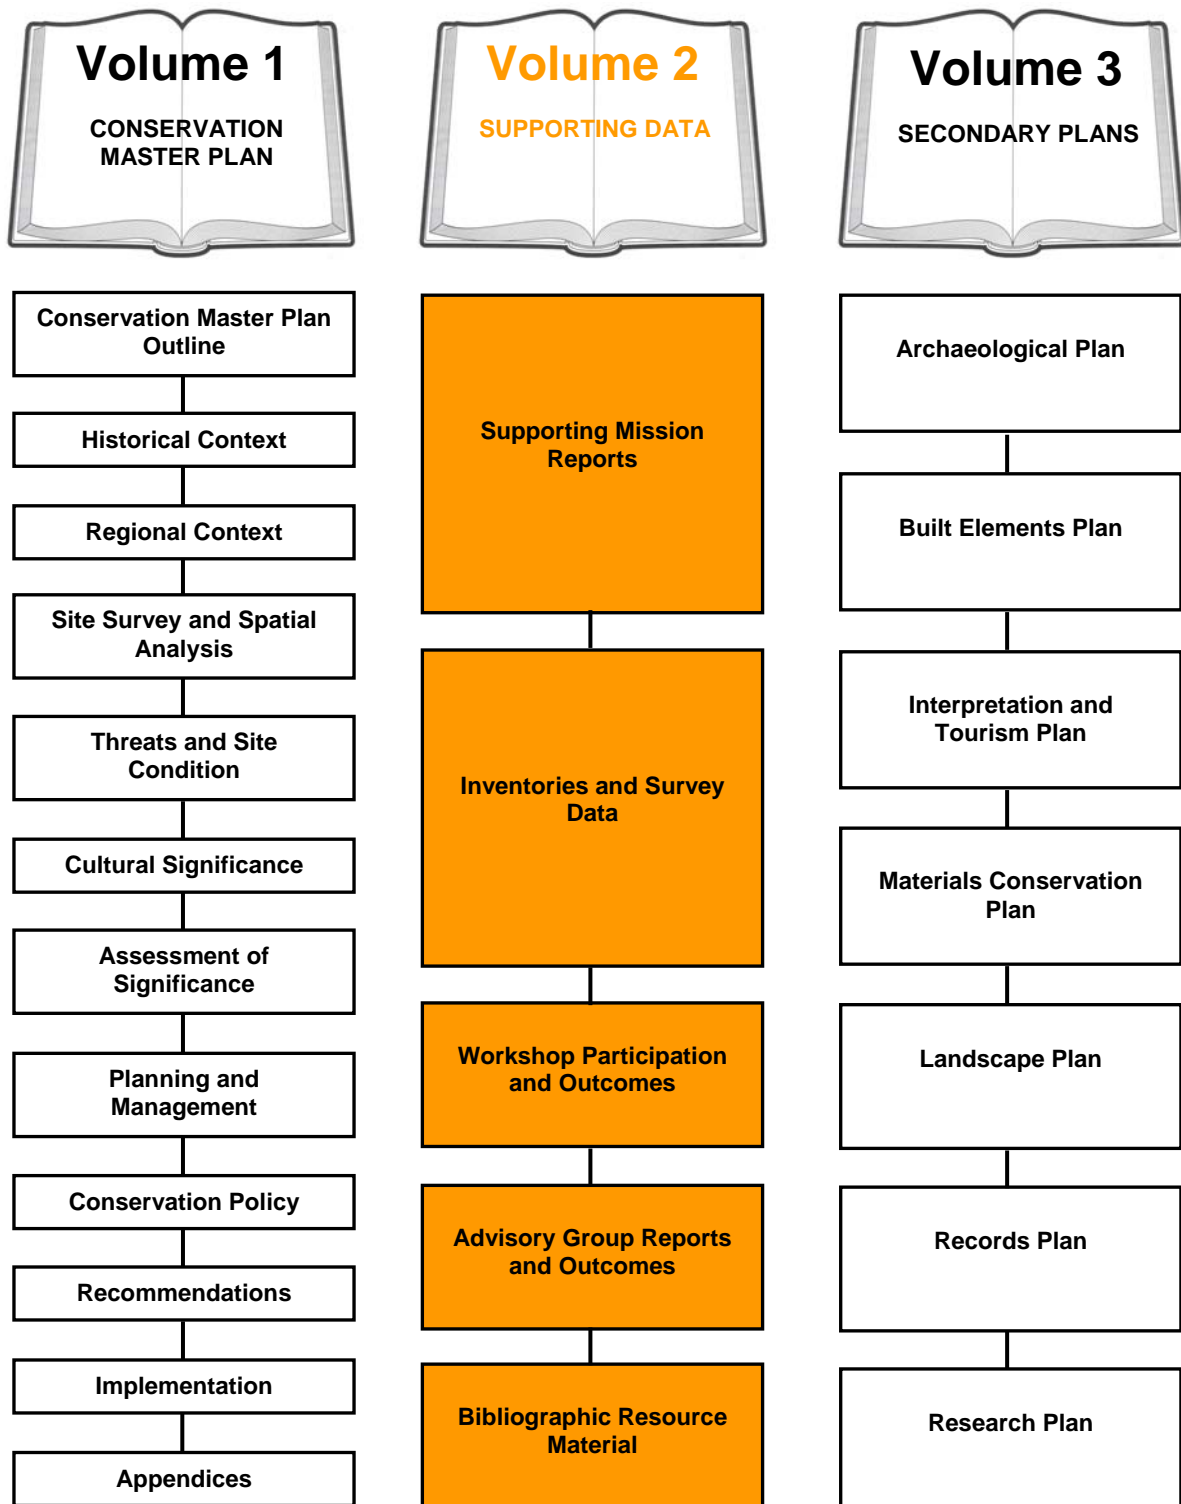 Volume 1
CONSERVATION
MASTER PLAN
Conservation Master Plan
Outline
Historical Context
Regional Context
Site Survey and Spatial
Analysis
Threats and Site
Condition
Cultural Significance
Assessment of
Significance
Planning and
Management
Conservation Policy
Recommendations
Implementation
Appendices
Volume 2
SUPPORTING DATA
Supporting Mission
Reports
Inventories and Survey
Data
Workshop Participation
and Outcomes
Advisory Group Reports
and Outcomes
Bibliographic Resource
Material
Volume 3
SECONDARY PLANS
Archaeological Plan
Built Elements Plan
Interpretation and
Tourism Plan
Materials Conservation
Plan
Landscape Plan
Records Plan
Research Plan